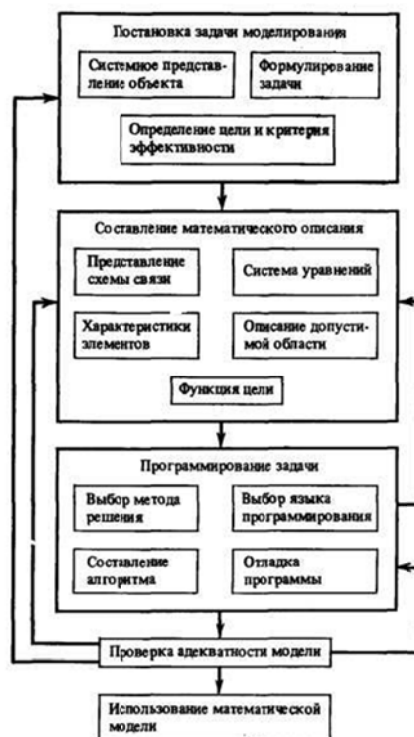 Постановка задачи моделирования
Системное представ-
ление объекта
Формулирование
задачи
Определение цели и критерия
эффективности
Составление математического описания
Представление
схемы связи
Система уравнений
Характеристики
элементов
Описание допусти-
мой области
Функция цели
Программирование задачи
Выбор метода
решения
Выбор языка
программирования
Составление
алгоритма
Отладка
программы
Проверка адекватности модели
Использование математической
модели